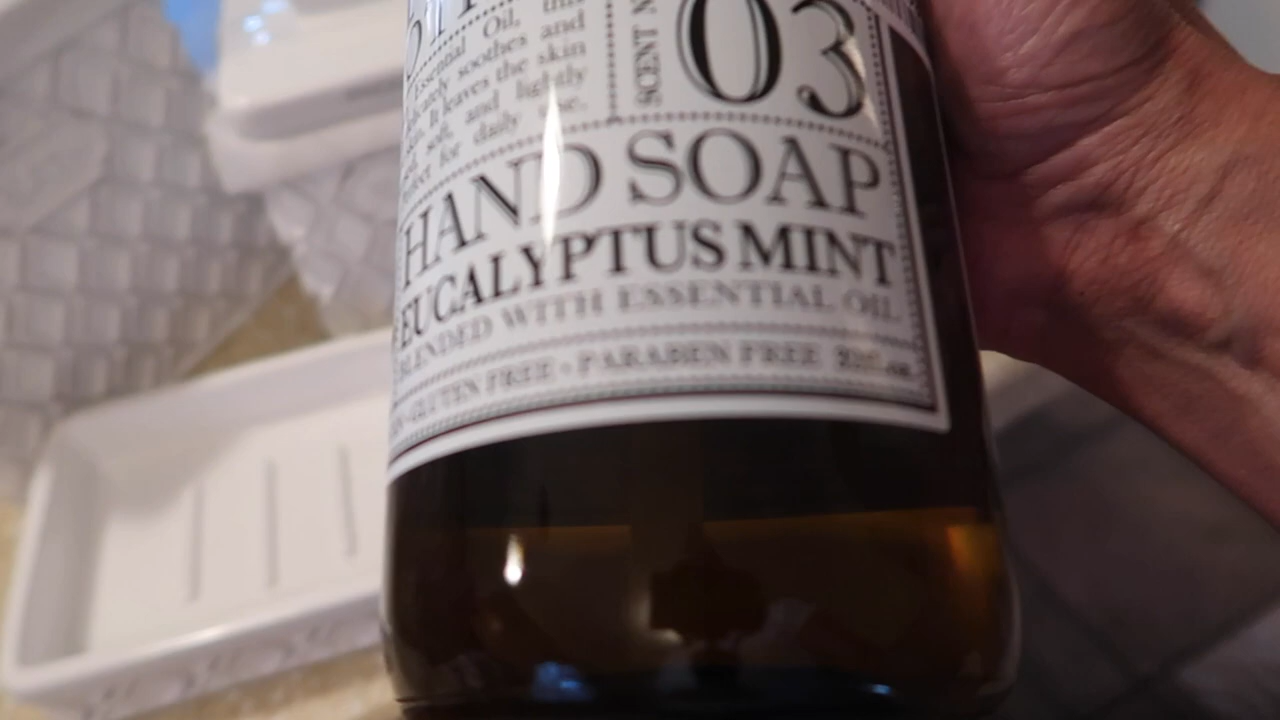 Essential Oil, this
soothes and
It leaves the skin
soft, and lightly
for daily use.
SCENT N
03
HAND SOAP
EUCALYPTUS MINT
BLENDED WITH ESSENTIAL OIL
GLUTEN FREE • PARABEN FREE